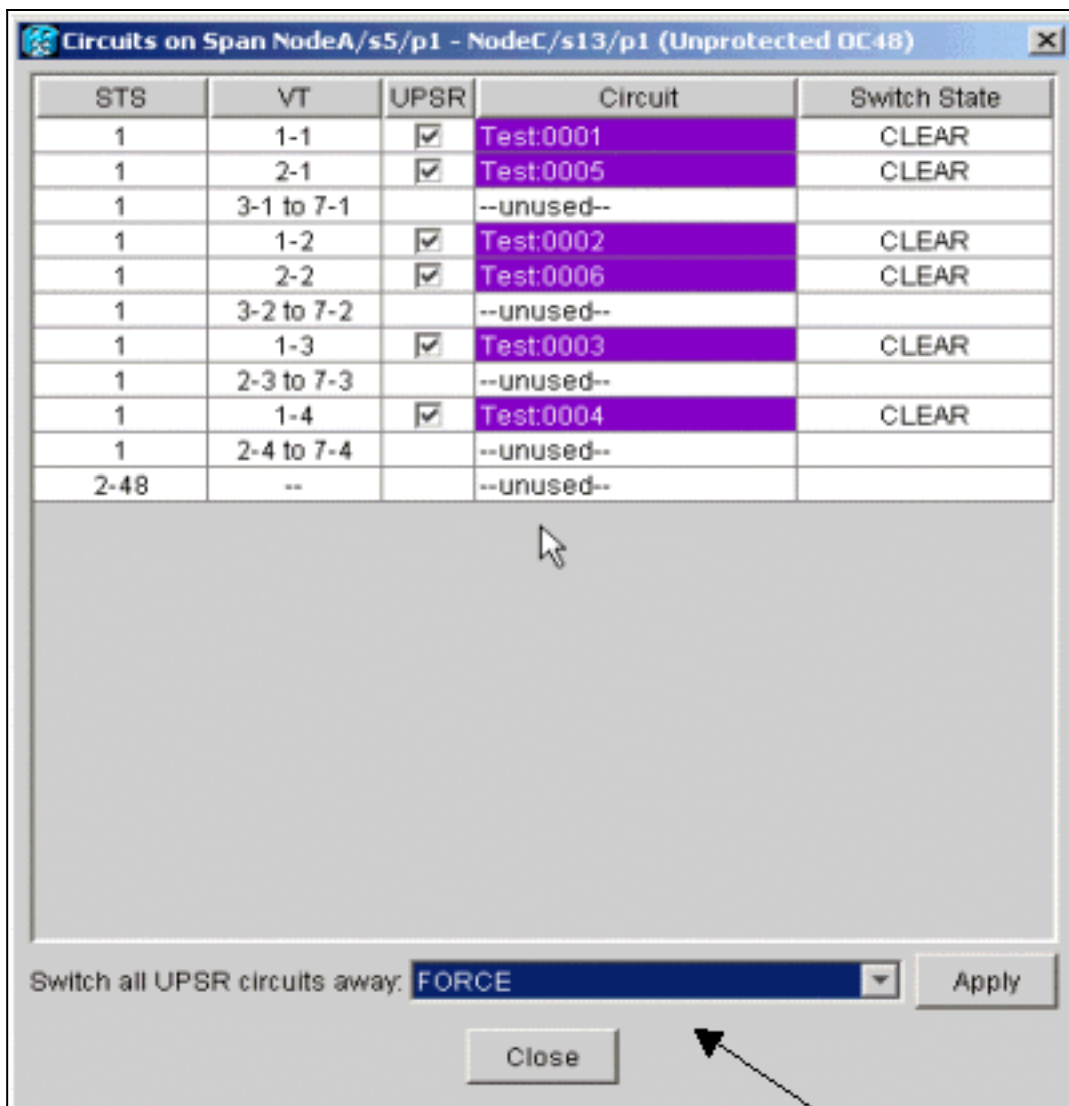 Circuits on Span NodeA/s5/p1 - NodeC/s13/p1 (Unprotected OC48)
STS VT UPSR Circuit Switch State
1 1-1 Test:0001 CLEAR
1 2-1 Test:0005 CLEAR
1 3-1 to 7-1 --unused--
1 1-2 Test:0002 CLEAR
1 2-2 Test:0006 CLEAR
1 3-2 to 7-2 --unused--
1 1-3 Test:0003 CLEAR
1 2-3 to 7-3 --unused--
1 1-4 Test:0004 CLEAR
1 2-4 to 7-4 --unused--
2-48 -- --unused--
Switch all UPSR circuits away: FORCE Apply
Close